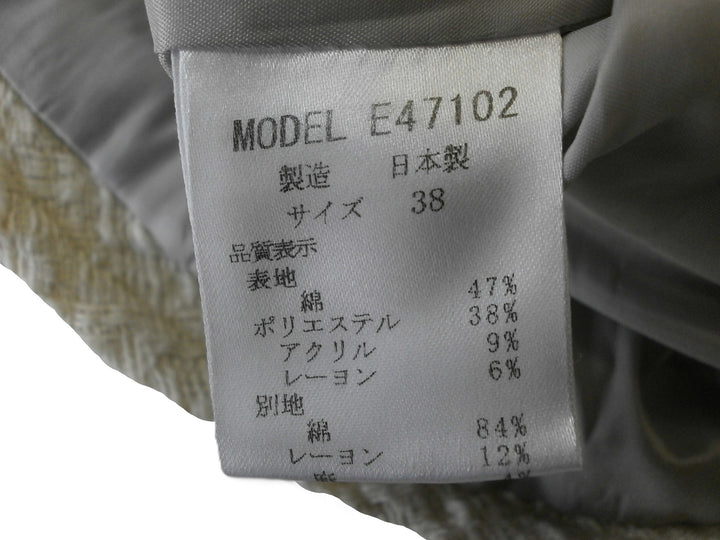 MODEL E47102
製造 日本製
サイズ 38
品質表示
表地
綿 47%
ポリエステル 38%
アクリル 9%
レーヨン 6%
別地
綿 84%
レーヨン 12%